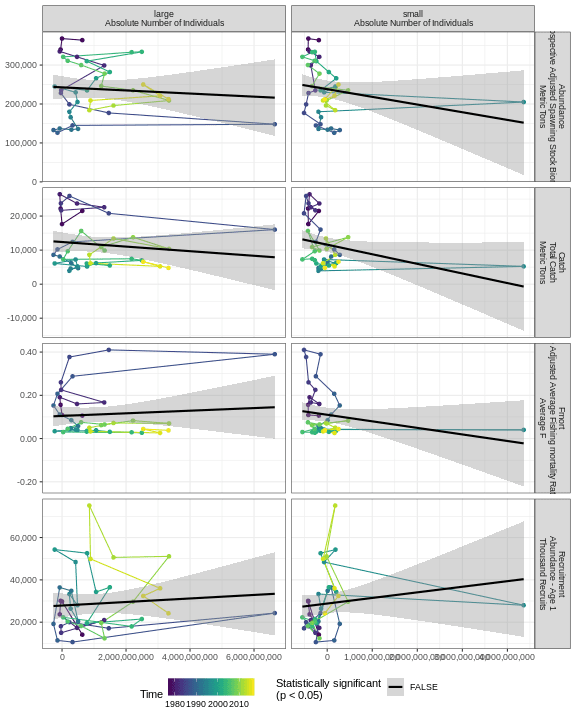 large
Absolute Number of Individuals
small
Absolute Number of Individuals
300,000
200,000
100,000
0
Abundance
Adjusted Spawning Stock
Metric Tons
20,000
10,000
0
-10,000
Catch
Total Catch
Metric Tons
0.40
0.20
0.00
-0.20
Fmort
Adjusted Average Fishing mortality
Average F
60,000
40,000
20,000
Recruitment
Abundance - Age 1
Thousand Recruits
0 2,000,000,000 4,000,000,000 6,000,000,000
0 1,000,000,000 2,000,000,000 3,000,000,000 4,000,000,000
Time
1980 1990 2000 2010
Statistically significant
(p < 0.05)
FALSE